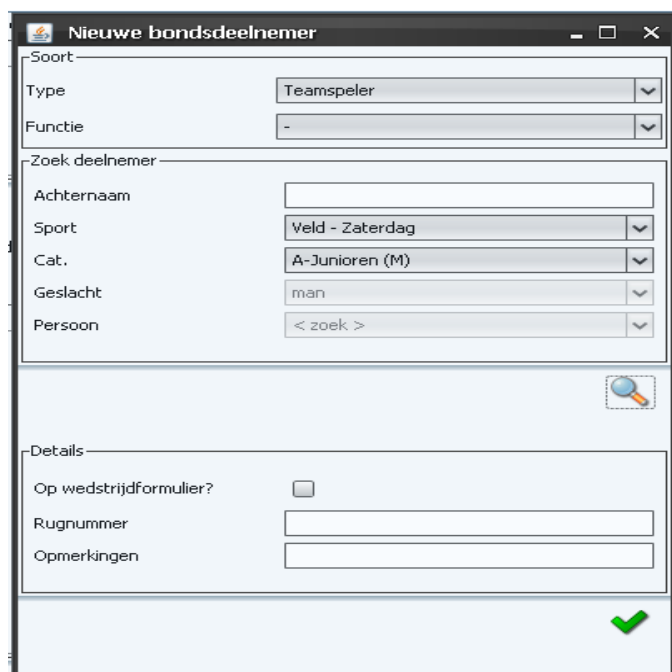 Nieuwe bondsdeelnemer
Soort
Type Teamspeler
Functie -
Zoek deelnemer
Achternaam
Sport Veld - Zaterdag
Cat. A-Junioren (M)
Geslacht man
Persoon < zoek >
Details
Op wedstrijdformulier?
Rugnummer
Opmerkingen